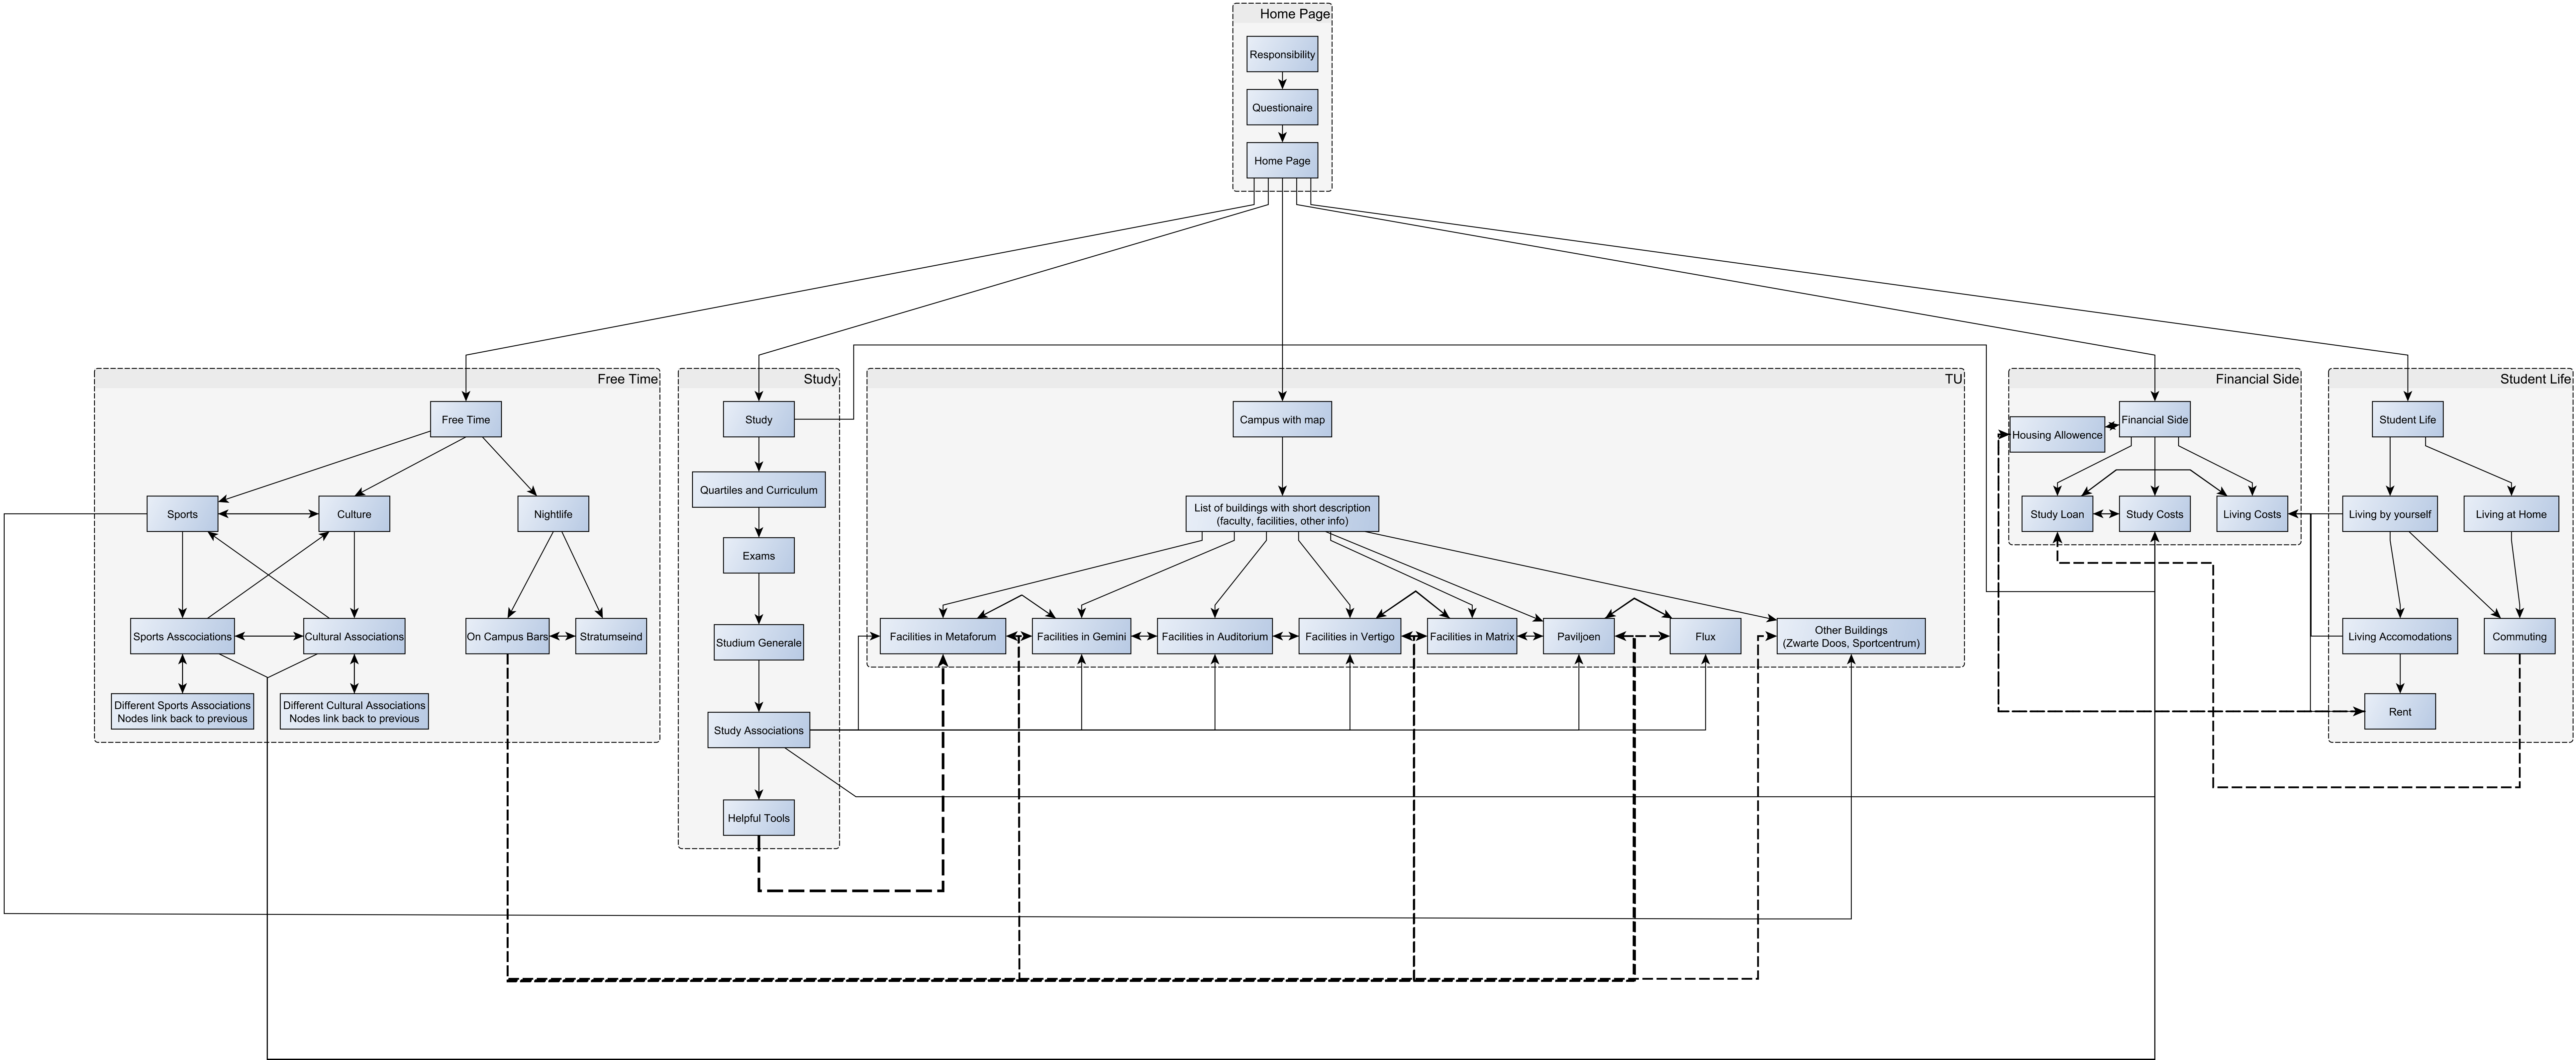 Home Page
Responsibility
Questionaire
Home Page
Free Time
Study
TU
Financial Side
Student Life
Free Time
Study
Campus with map
Financial Side
Student Life
Housing Allowence
Quartiles and Curriculum
Sports
Culture
Nightlife
List of buildings with short description
(faculty, facilities, other info)
Study Loan
Study Costs
Living Costs
Living by yourself
Living at Home
Exams
Sports Asscociations
Cultural Associations
On Campus Bars
Stratumseind
Studium Generale
Facilities in Metaforum
Facilities in Gemini
Facilities in Auditorium
Facilities in Vertigo
Facilities in Matrix
Paviljoen
Flux
Other Buildings
(Zwarte Doos, Sportcentrum)
Living Accomodations
Commuting
Different Sports Associations
Nodes link back to previous
Different Cultural Associations
Nodes link back to previous
Study Associations
Rent
Helpful Tools